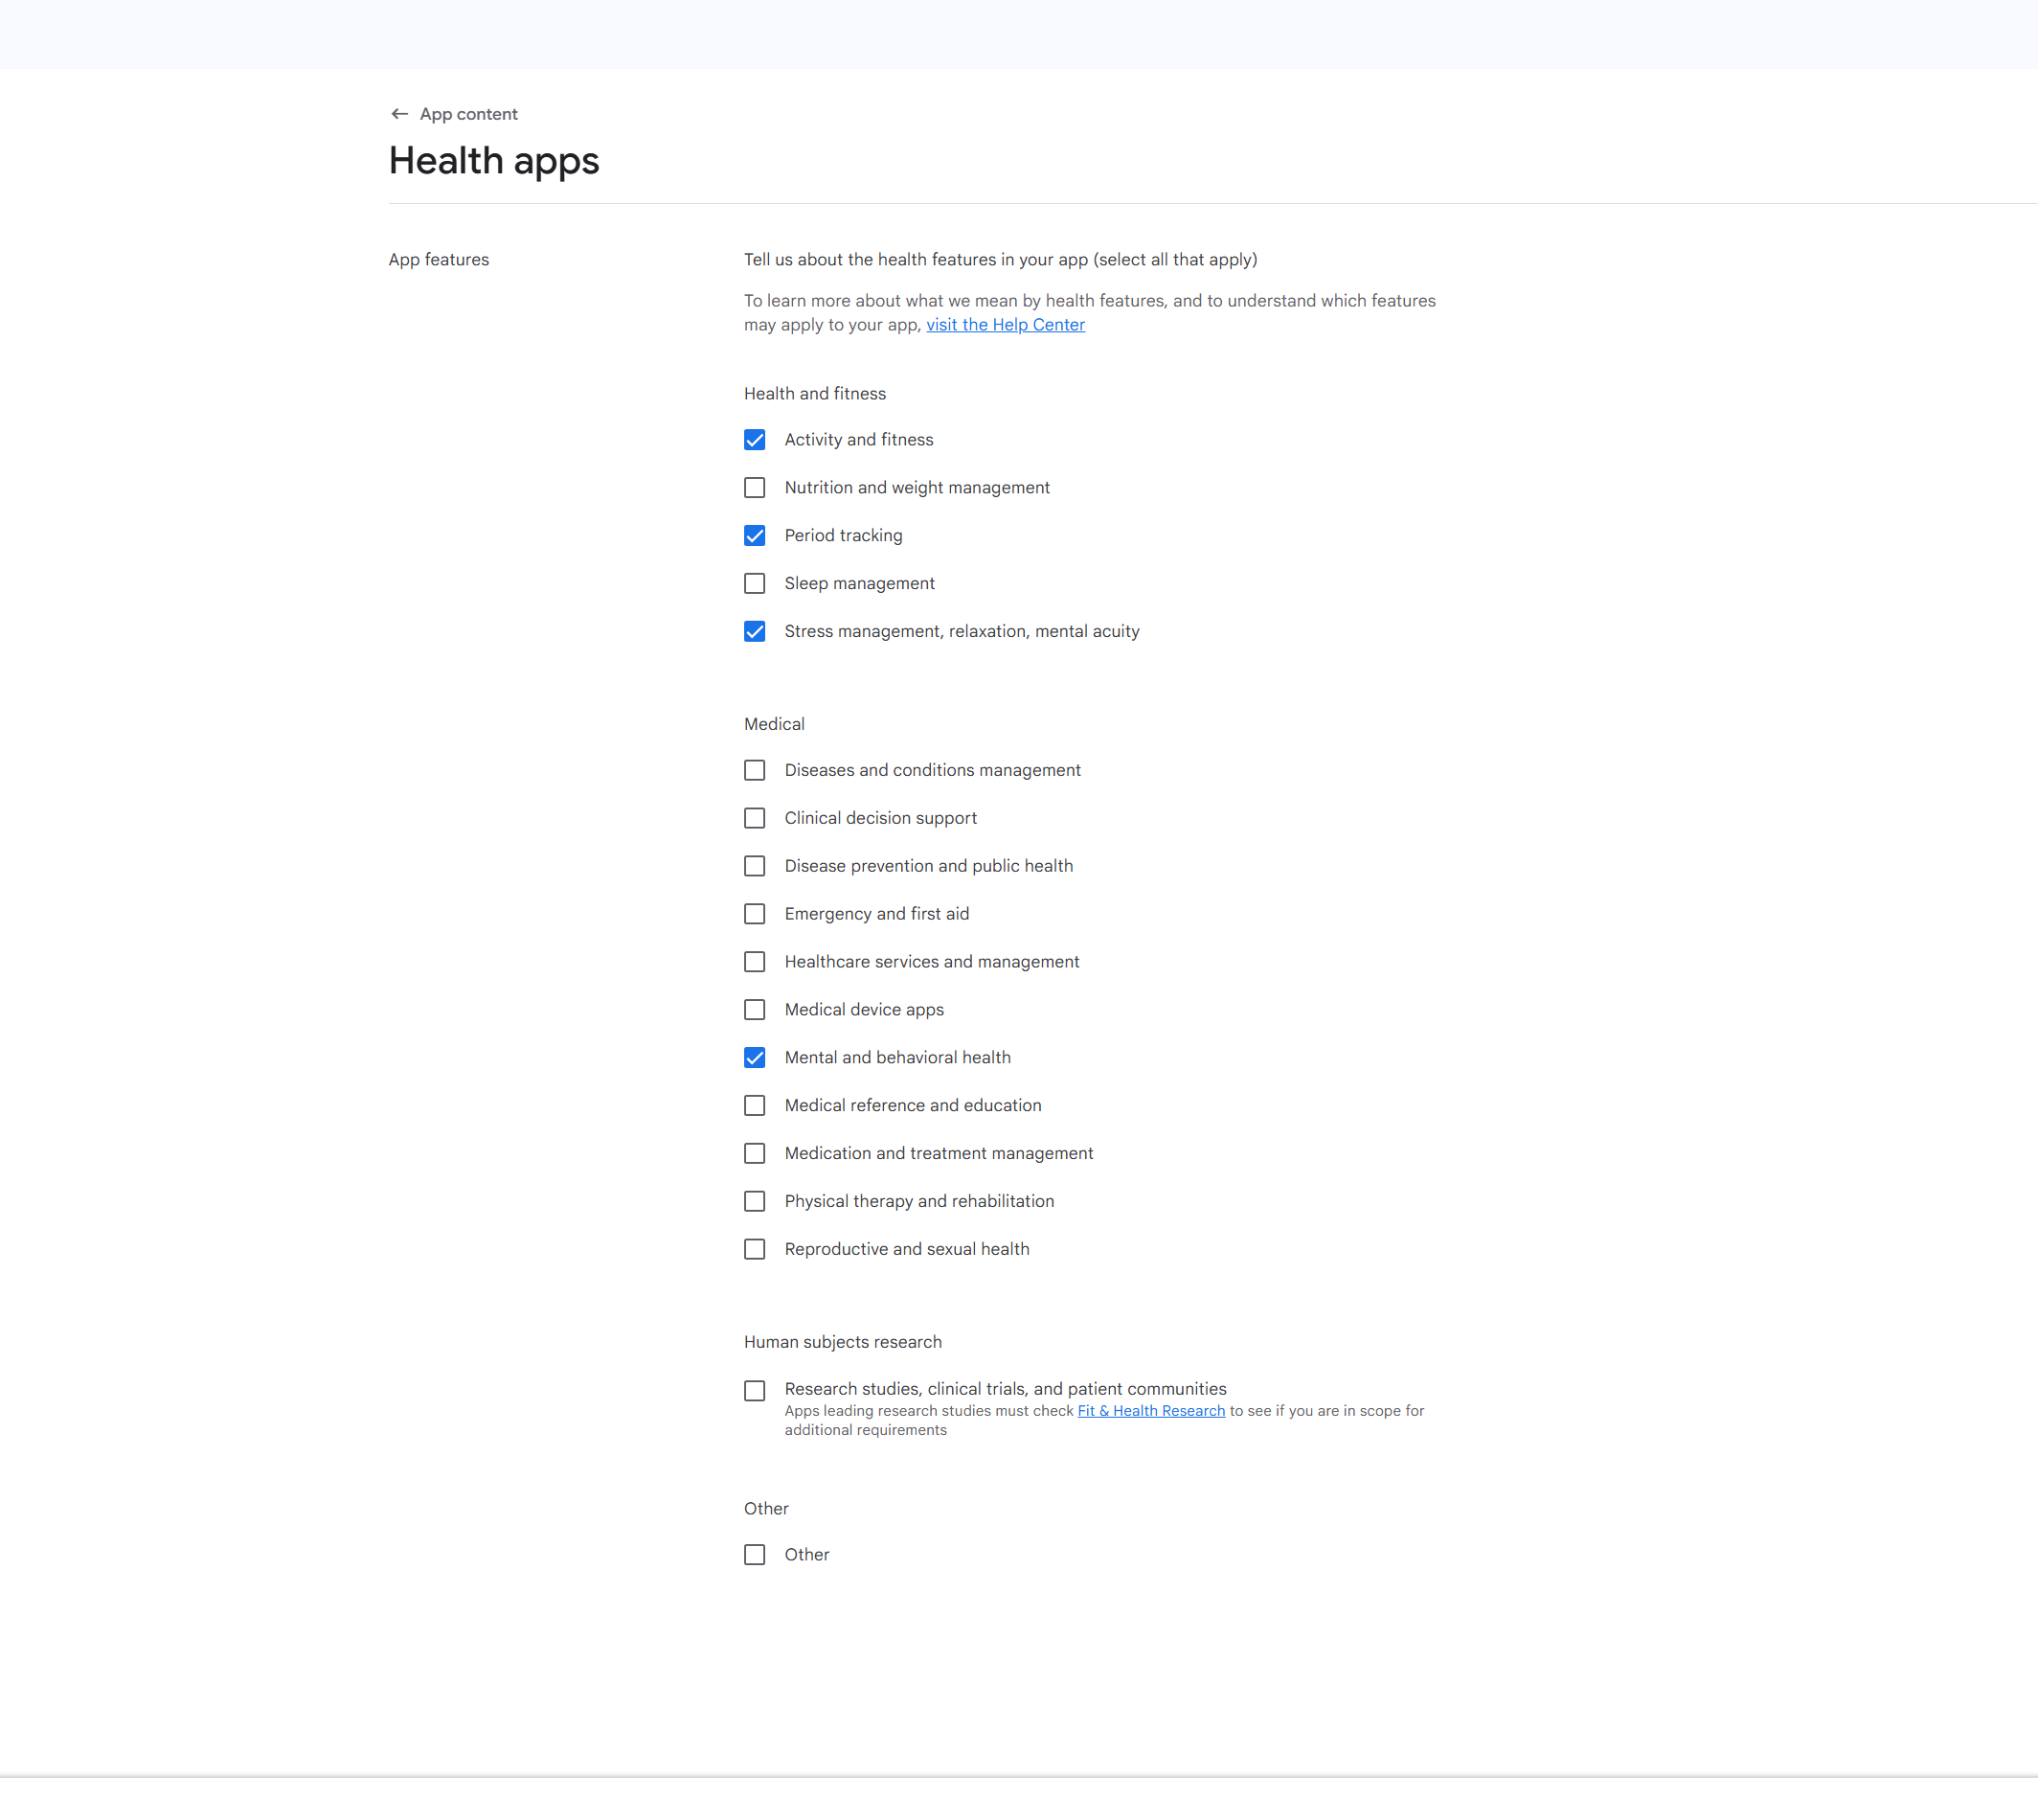 App content
Health apps
App features
Tell us about the health features in your app (select all that apply)
To learn more about what we mean by health features, and to understand which features
may apply to your app, visit the Help Center
Health and fitness
Activity and fitness
Nutrition and weight management
Period tracking
Sleep management
Stress management, relaxation, mental acuity
Medical
Diseases and conditions management
Clinical decision support
Disease prevention and public health
Emergency and first aid
Healthcare services and management
Medical device apps
Mental and behavioral health
Medical reference and education
Medication and treatment management
Physical therapy and rehabilitation
Reproductive and sexual health
Human subjects research
Research studies, clinical trials, and patient communities
Apps leading research studies must check Fit & Health Research to see if you are in scope for
additional requirements
Other
Other